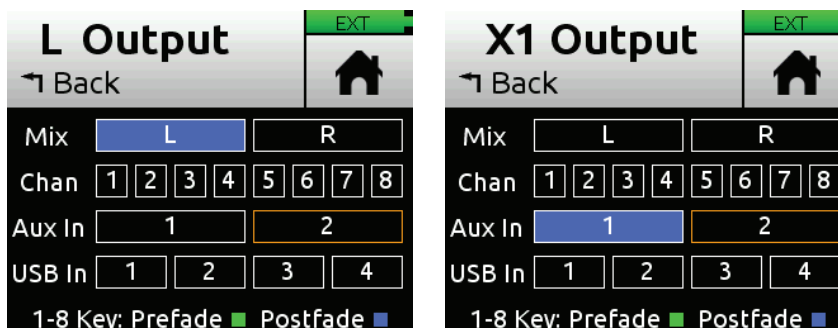 L Output
EXT
Back
Mix L R
Chan 1 2 3 4 5 6 7 8
Aux In 1 2
USB In 1 2 3 4
1-8 Key: Prefade Postfade
X1 Output
EXT
Back
Mix L R
Chan 1 2 3 4 5 6 7 8
Aux In 1 2
USB In 1 2 3 4
1-8 Key: Prefade Postfade